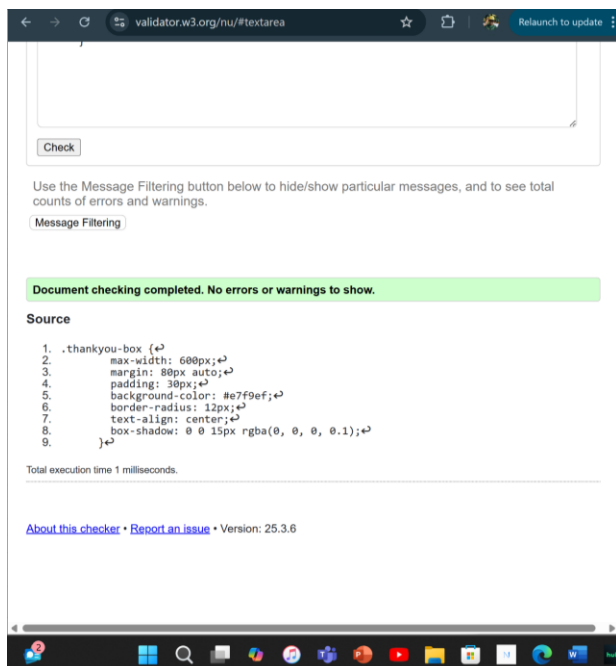 validator.w3.org/nu/#textarea
Relaunch to update
}
Check
Use the Message Filtering button below to hide/show particular messages, and to see total
counts of errors and warnings.
Message Filtering
Document checking completed. No errors or warnings to show.
Source
1. .thankyou-box {↩
2. max-width: 600px;↩
3. margin: 80px auto;↩
4. padding: 30px;↩
5. background-color: #e7f9ef;↩
6. border-radius: 12px;↩
7. text-align: center;↩
8. box-shadow: 0 0 15px rgba(0, 0, 0, 0.1);↩
9. }↩
Total execution time 1 milliseconds.
About this checker • Report an issue • Version: 25.3.6
2